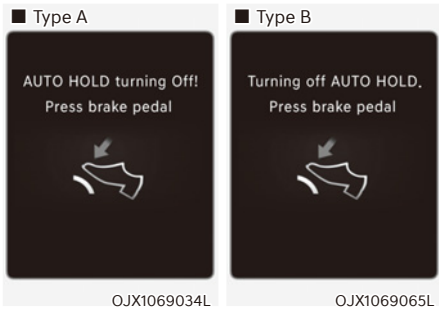 ■ Type A
AUTO HOLD turning Off!
Press brake pedal
OJX1069034L
■ Type B
Turning off AUTO HOLD.
Press brake pedal
OJX1069065L